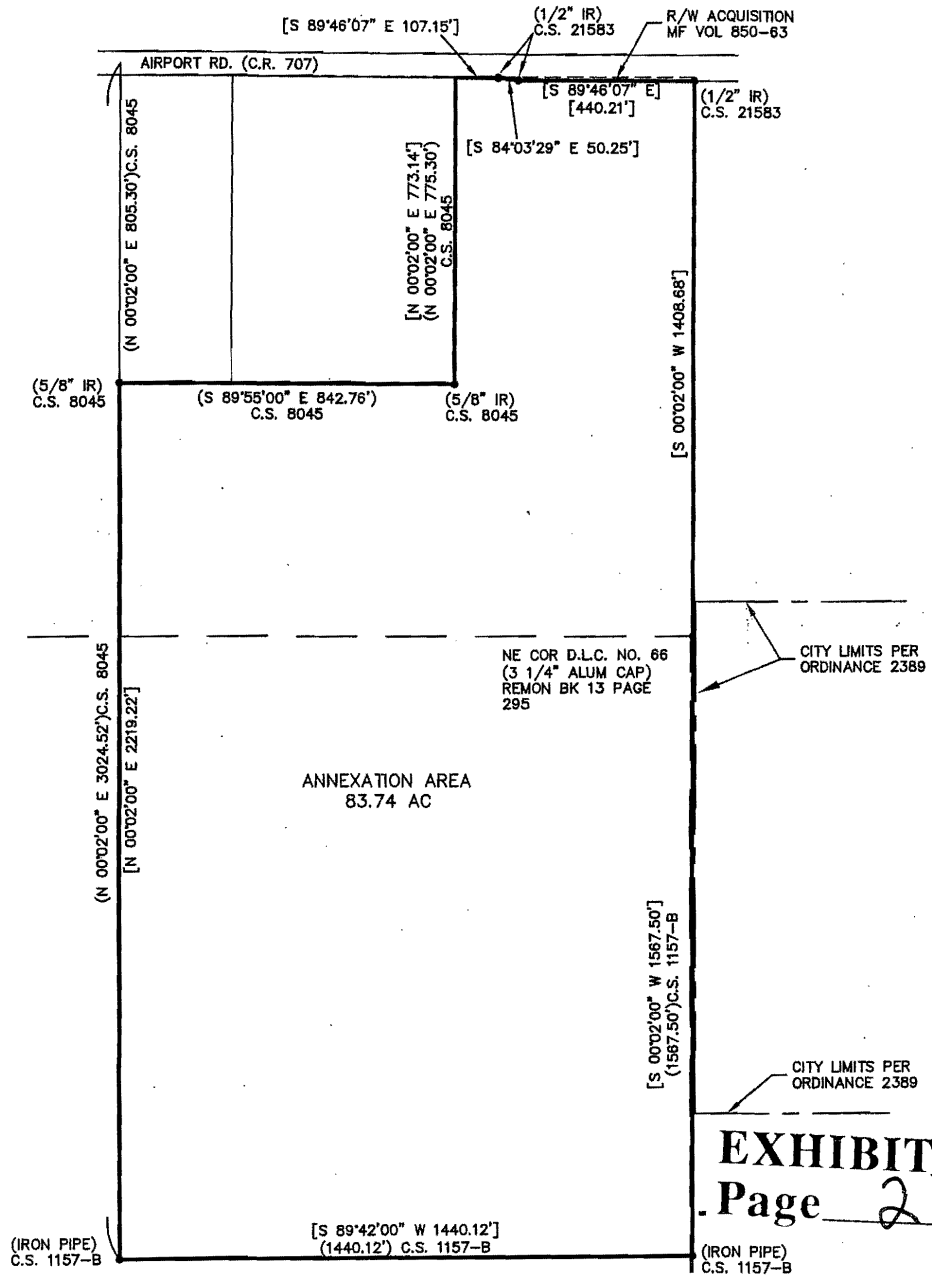 [S 89°46'07" E 107.15']
(1/2" IR)
C.S. 21583
R/W ACQUISITION
MF VOL 850-63
AIRPORT RD. (C.R. 707)
[S 89°46'07" E]
[440.21']
(1/2" IR)
C.S. 21583
[S 84°03'29" E 50.25']
(N 00°02'00" E 805.30')C.S. 8045
[N 00°02'00" E 773.14']
(N 00°02'00" E 775.30')
C.S. 8045
[S 00°02'00" W 1408.68']
(5/8" IR)
C.S. 8045
(S 89°55'00" E 842.76')
C.S. 8045
(5/8" IR)
C.S. 8045
NE COR D.L.C. NO. 66
(3 1/4" ALUM CAP)
REMON BK 13 PAGE
295
CITY LIMITS PER
ORDINANCE 2389
(N 00°02'00" E 3024.52')C.S. 8045
[N 00°02'00" E 2219.22']
ANNEXATION AREA
83.74 AC
[S 00°02'00" W 1567.50']
(1567.50')C.S. 1157-B
CITY LIMITS PER
ORDINANCE 2389
EXHIBIT
Page 2
[S 89°42'00" W 1440.12']
(1440.12') C.S. 1157-B
(IRON PIPE)
C.S. 1157-B
(IRON PIPE)
C.S. 1157-B